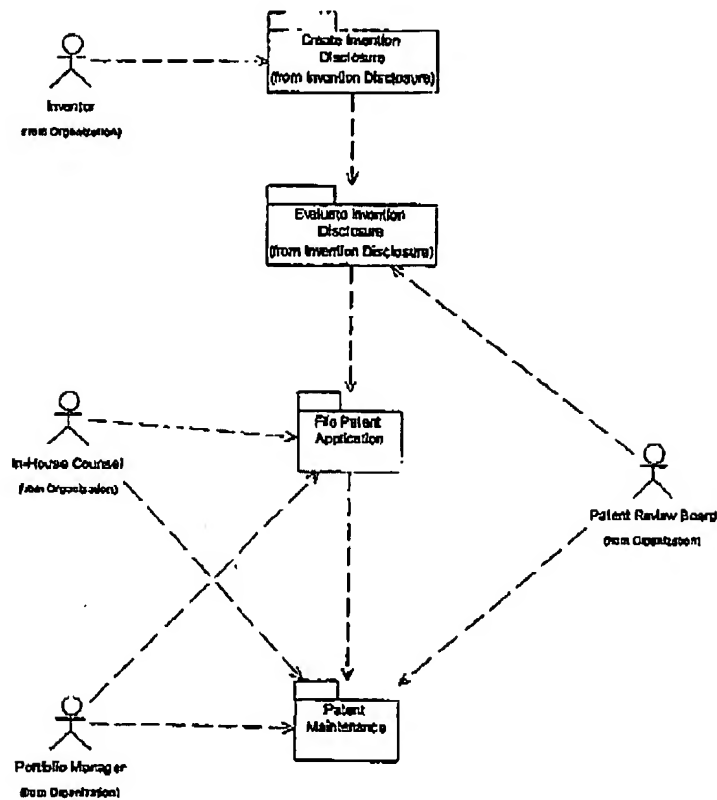 Create Invention
Disclosure
(from Invention Disclosure)
Inventor
(from Organization)
Evaluate Invention
Disclosure
(from Invention Disclosure)
File Patent
Application
In-House Counsel
(from Organization)
Patent Review Board
(from Organization)
Patent
Maintenance
Portfolio Manager
(from Organization)